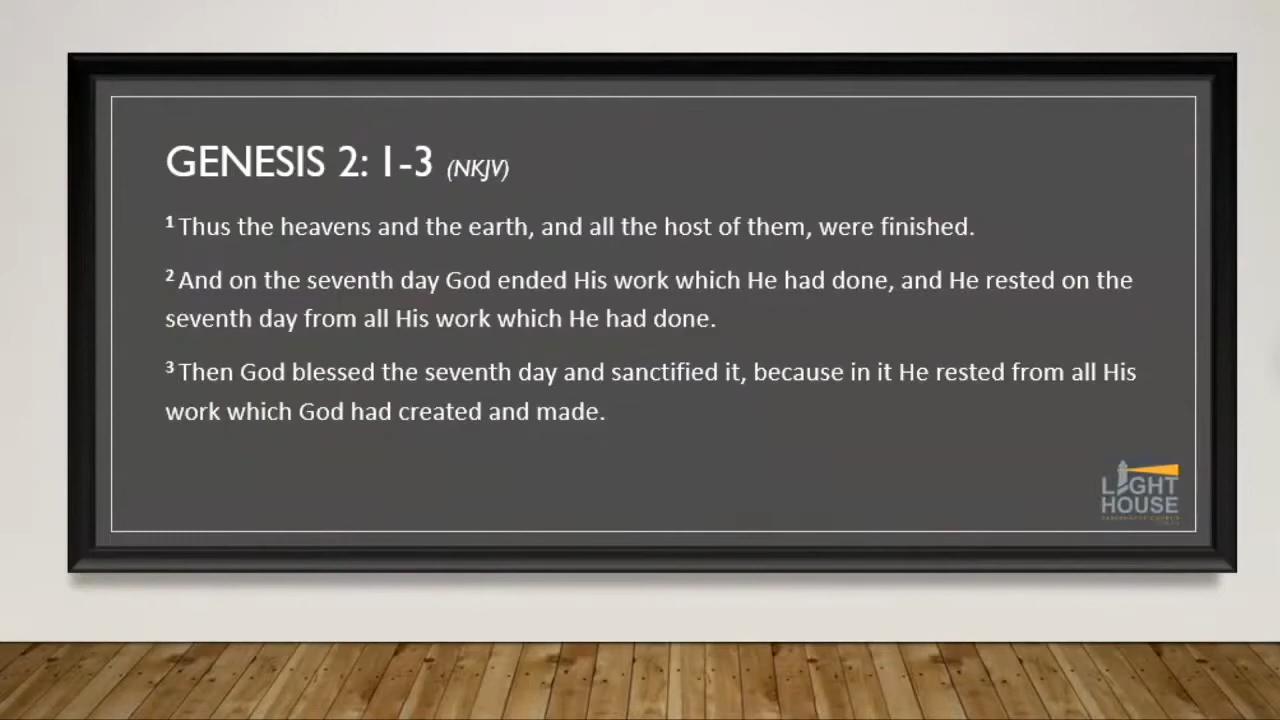 GENESIS 2: 1-3 (NKJV)
1 Thus the heavens and the earth, and all the host of them, were finished.
2 And on the seventh day God ended His work which He had done, and He rested on the
seventh day from all His work which He had done.
3 Then God blessed the seventh day and sanctified it, because in it He rested from all His
work which God had created and made.
LIGHT
HOUSE